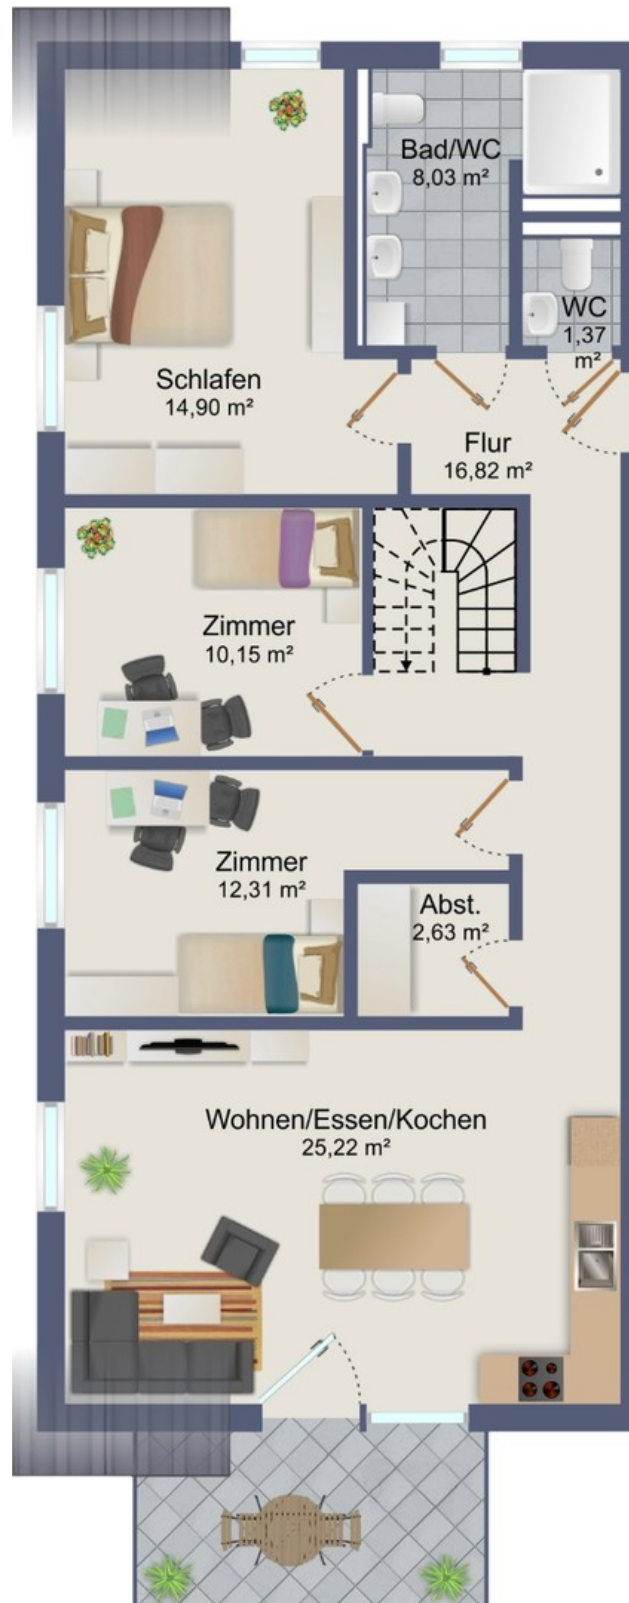 Bad/WC
8,03 m²
WC
1,37
m²
Schlafen
14,90 m²
Flur
16,82 m²
Zimmer
10,15 m²
Zimmer
12,31 m²
Abst.
2,63 m²
Wohnen/Essen/Kochen
25,22 m²